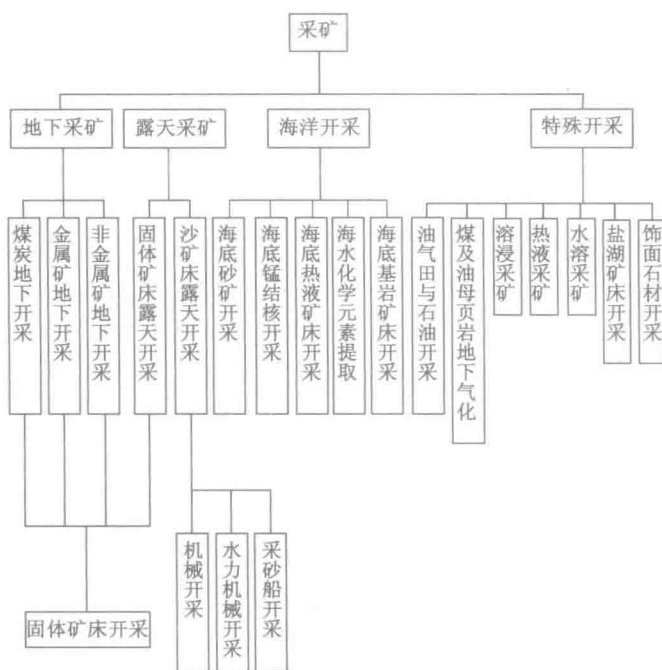 采矿
地下采矿
露天采矿
海洋开采
特殊开采
煤炭地下开采
金属矿地下开采
非金属矿地下开采
固体矿床露天开采
沙矿床露天开采
海底砂矿开采
海底锰结核开采
海底热液矿床开采
海水化学元素提取
海底基岩矿床开采
油气田与石油开采
煤及油母页岩地下气化
溶浸采矿
热液采矿
水溶采矿
盐湖矿床开采
饰面石材开采
机械开采
水力机械开采
采砂船开采
固体矿床开采